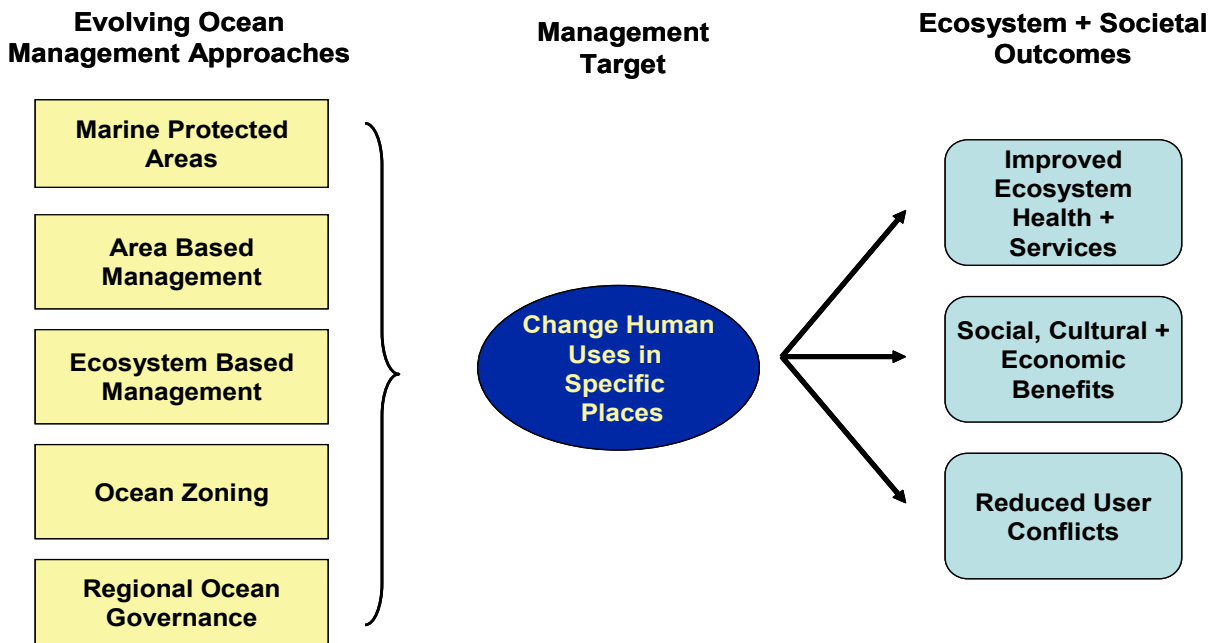 Evolving Ocean
Management Approaches
Marine Protected
Areas
Area Based
Management
Ecosystem Based
Management
Ocean Zoning
Regional Ocean
Governance
Management
Target
Change Human
Uses in
Specific
Places
Ecosystem + Societal
Outcomes
Improved
Ecosystem
Health +
Services
Social, Cultural +
Economic
Benefits
Reduced User
Conflicts